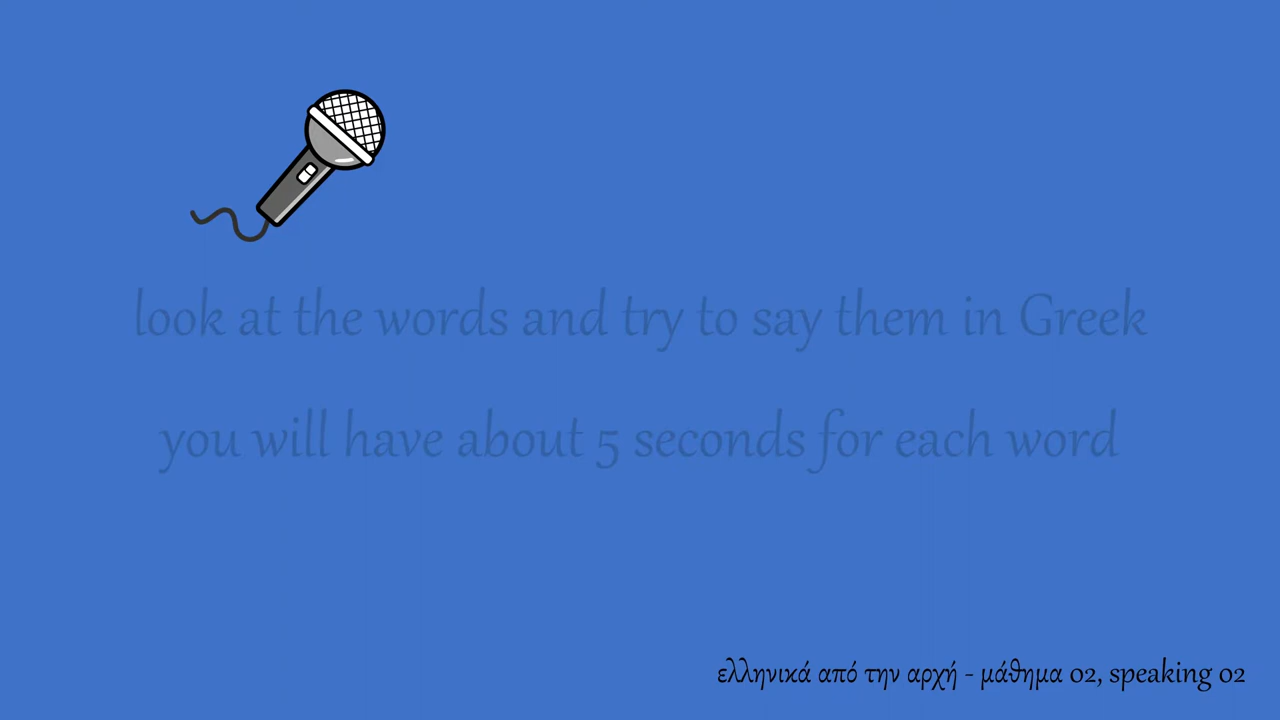 look at the words and try to say them in Greek
you will have about 5 seconds for each word
ελληνικά από την αρχή - μάθημα 02, speaking 02